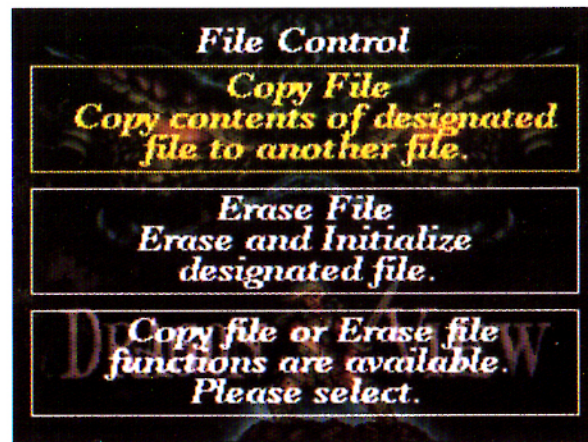 File Control
Copy File
Copy contents of designated
file to another file.
Erase File
Erase and Initialize
designated file.
Copy file or Erase file
functions are available.
Please select.